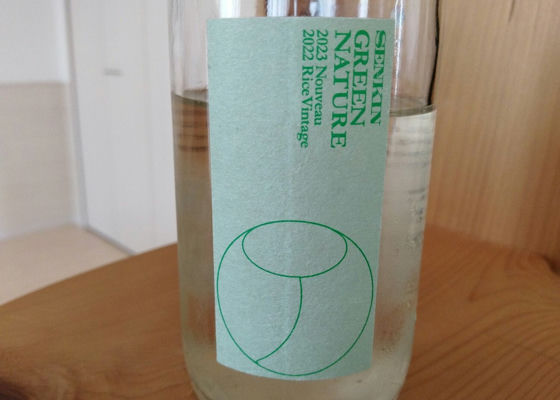 SENKIN
GREEN
NATURE
2023 Nouveau
2022 Rice Vintage